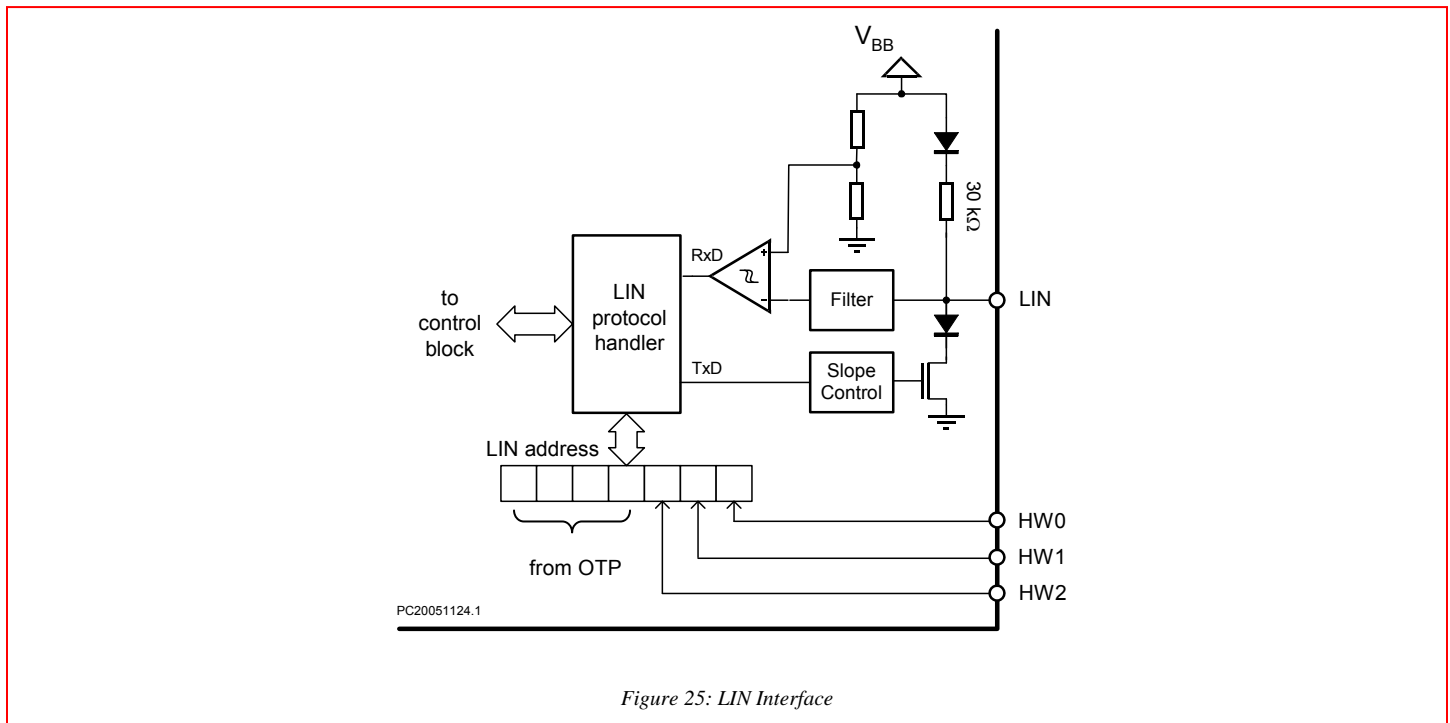 VBB
30 kΩ
RxD
+
-
Filter
LIN
LIN
protocol
handler
to
control
block
TxD
Slope
Control
LIN address
HW0
HW1
HW2
from OTP
PC20051124.1
Figure 25: LIN Interface